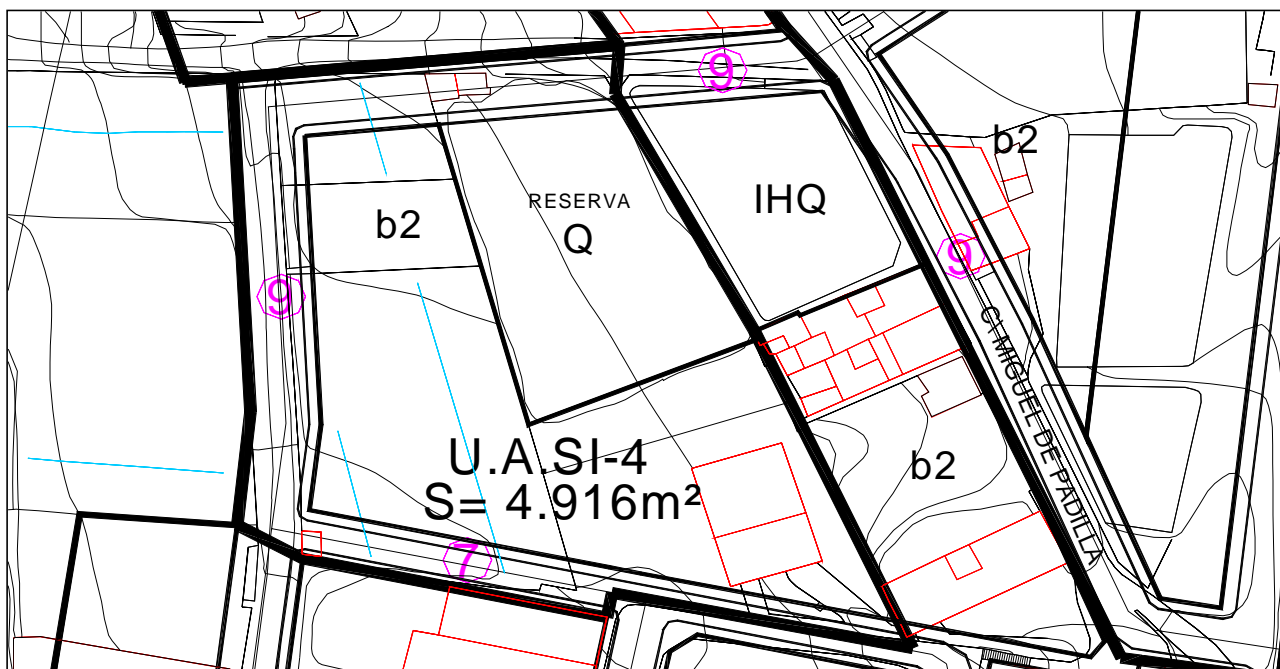 9
b2
RESERVA
Q
IHQ
b2
9
9
C\ MIGUEL DE PADILLA
U.A.SI-4
S= 4.916m²
b2
7